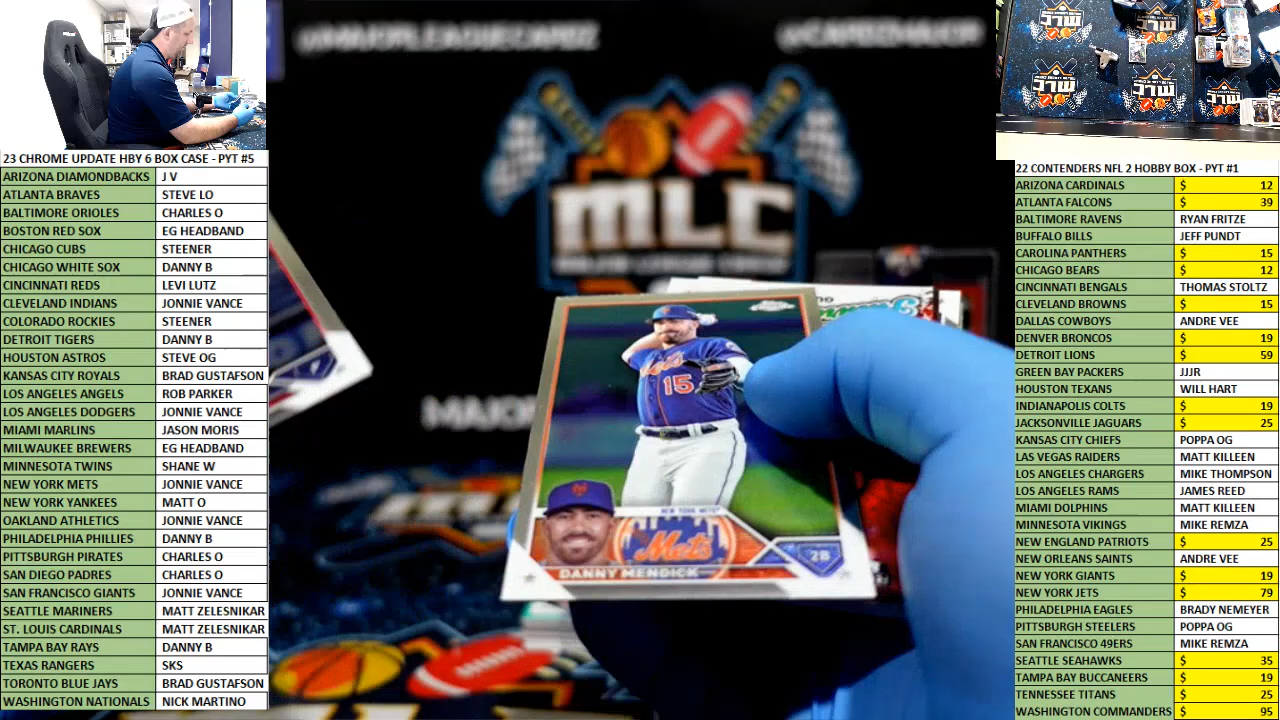 @MAJORLEAGUECARDZ
MLC
MAJOR
23 CHROME UPDATE HBY 6 BOX CASE - PYT #5
ARIZONA DIAMONDBACKS J V
ATLANTA BRAVES STEVE LO
BALTIMORE ORIOLES CHARLES O
BOSTON RED SOX EG HEADBAND
CHICAGO CUBS STEENER
CHICAGO WHITE SOX DANNY B
CINCINNATI REDS LEVI LUTZ
CLEVELAND INDIANS JONNIE VANCE
COLORADO ROCKIES STEENER
DETROIT TIGERS DANNY B
HOUSTON ASTROS STEVE OG
KANSAS CITY ROYALS BRAD GUSTAFSON
LOS ANGELES ANGELS ROB PARKER
LOS ANGELES DODGERS JONNIE VANCE
MIAMI MARLINS JASON MORIS
MILWAUKEE BREWERS EG HEADBAND
MINNESOTA TWINS SHANE W
NEW YORK METS JONNIE VANCE
NEW YORK YANKEES MATT O
OAKLAND ATHLETICS JONNIE VANCE
PHILADELPHIA PHILLIES DANNY B
PITTSBURGH PIRATES CHARLES O
SAN DIEGO PADRES CHARLES O
SAN FRANCISCO GIANTS JONNIE VANCE
SEATTLE MARINERS MATT ZELESNIKAR
ST. LOUIS CARDINALS MATT ZELESNIKAR
TAMPA BAY RAYS DANNY B
TEXAS RANGERS SKS
TORONTO BLUE JAYS BRAD GUSTAFSON
WASHINGTON NATIONALS NICK MARTINO
Mets
15
NEW YORK METS
Mets
2B
DANNY MENDICK
22 CONTENDERS NFL 2 HOBBY BOX - PYT #1
ARIZONA CARDINALS $ 12
ATLANTA FALCONS $ 39
BALTIMORE RAVENS RYAN FRITZE
BUFFALO BILLS JEFF PUNDT
CAROLINA PANTHERS $ 15
CHICAGO BEARS $ 12
CINCINNATI BENGALS THOMAS STOLTZ
CLEVELAND BROWNS $ 15
DALLAS COWBOYS ANDRE VEE
DENVER BRONCOS $ 19
DETROIT LIONS $ 59
GREEN BAY PACKERS JJJR
HOUSTON TEXANS WILL HART
INDIANAPOLIS COLTS $ 19
JACKSONVILLE JAGUARS $ 25
KANSAS CITY CHIEFS POPPA OG
LAS VEGAS RAIDERS MATT KILLEEN
LOS ANGELES CHARGERS MIKE THOMPSON
LOS ANGELES RAMS JAMES REED
MIAMI DOLPHINS MATT KILLEEN
MINNESOTA VIKINGS MIKE REMZA
NEW ENGLAND PATRIOTS $ 25
NEW ORLEANS SAINTS ANDRE VEE
NEW YORK GIANTS $ 19
NEW YORK JETS $ 79
PHILADELPHIA EAGLES BRADY NEMEYER
PITTSBURGH STEELERS POPPA OG
SAN FRANCISCO 49ERS MIKE REMZA
SEATTLE SEAHAWKS $ 35
TAMPA BAY BUCCANEERS $ 19
TENNESSEE TITANS $ 25
WASHINGTON COMMANDERS $ 95